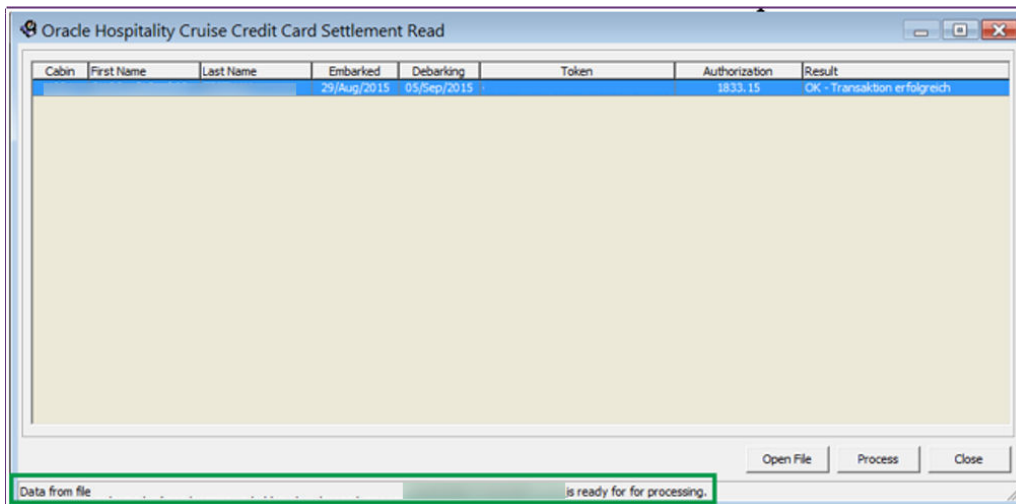 Oracle Hospitality Cruise Credit Card Settlement Read
Cabin First Name Last Name Embarked Debarking Token Authorization Result
29/Aug/2015 05/Sep/2015 1833.15 OK - Transaktion erfolgreich
Open File Process Close
Data from file is ready for for processing.